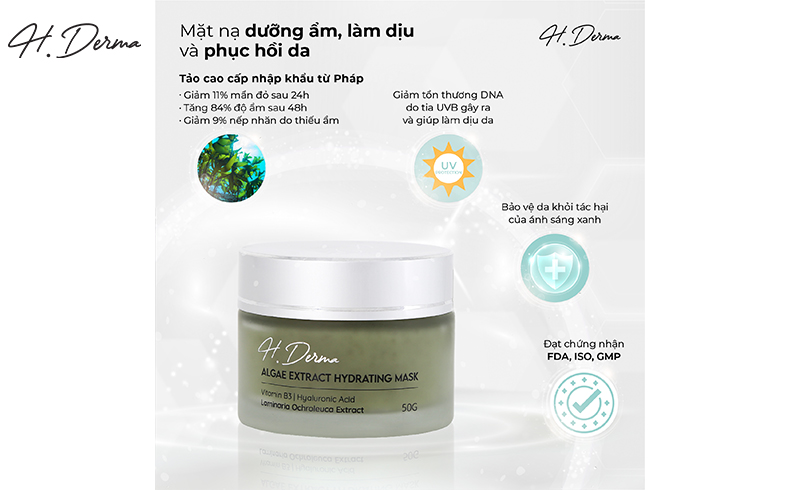 H. Derma
Mặt nạ dưỡng ẩm, làm dịu
và phục hồi da
H. Derma
Tảo cao cấp nhập khẩu từ Pháp
· Giảm 11% mẩn đỏ sau 24h
· Tăng 84% độ ẩm sau 48h
· Giảm 9% nếp nhăn do thiếu ẩm
Giảm tổn thương DNA
do tia UVB gây ra
và giúp làm dịu da
UV
PROTECTION
Bảo vệ da khỏi tác hại
của ánh sáng xanh
H. Derma
ALGAE EXTRACT HYDRATING MASK
Vitamin B3 | Hyaluronic Acid
Laminaria Ochroleuca Extract
50G
Đạt chứng nhận
FDA, ISO, GMP